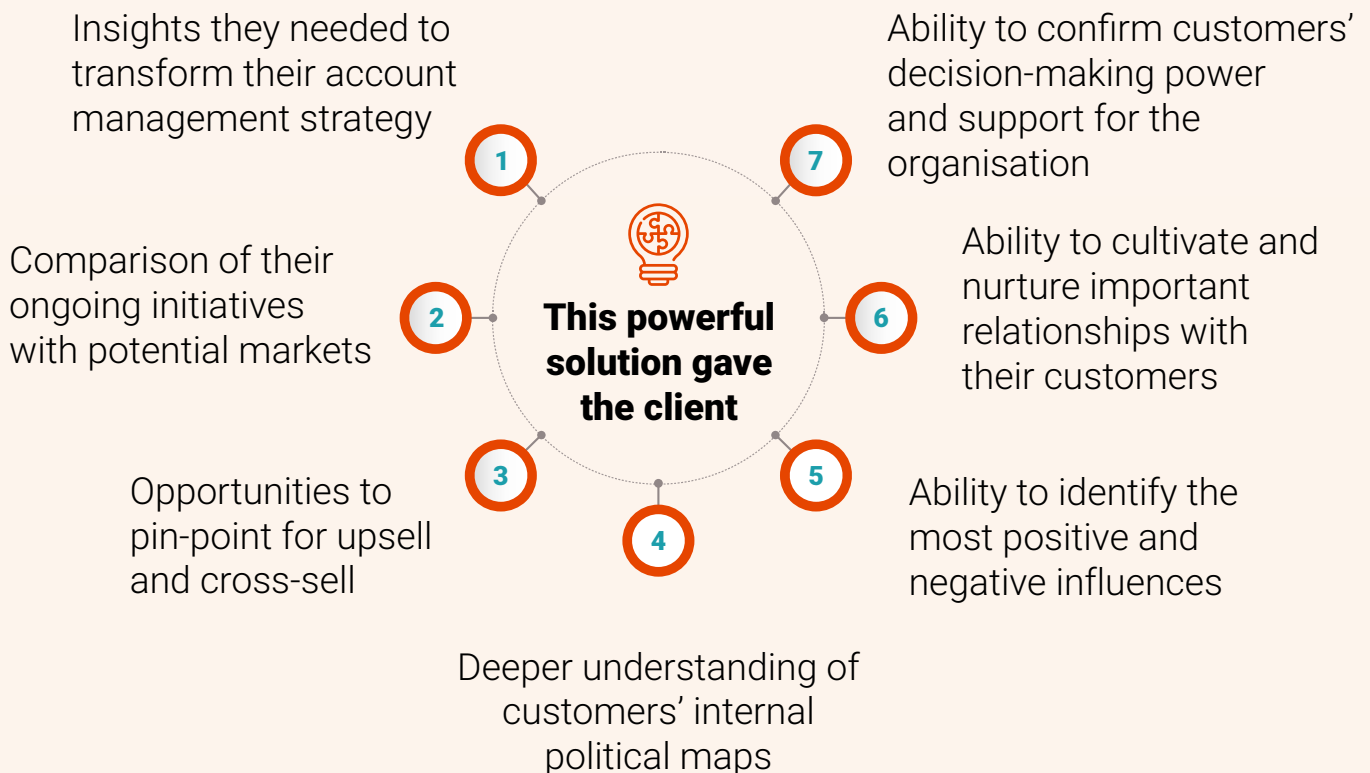 This powerful
solution gave
the client
1
Insights they needed to
transform their account
management strategy
2
Comparison of their
ongoing initiatives
with potential markets
3
Opportunities to
pin-point for upsell
and cross-sell
4
Deeper understanding of
customers’ internal
political maps
5
Ability to identify the
most positive and
negative influences
6
Ability to cultivate and
nurture important
relationships with
their customers
7
Ability to confirm customers’
decision-making power
and support for the
organisation